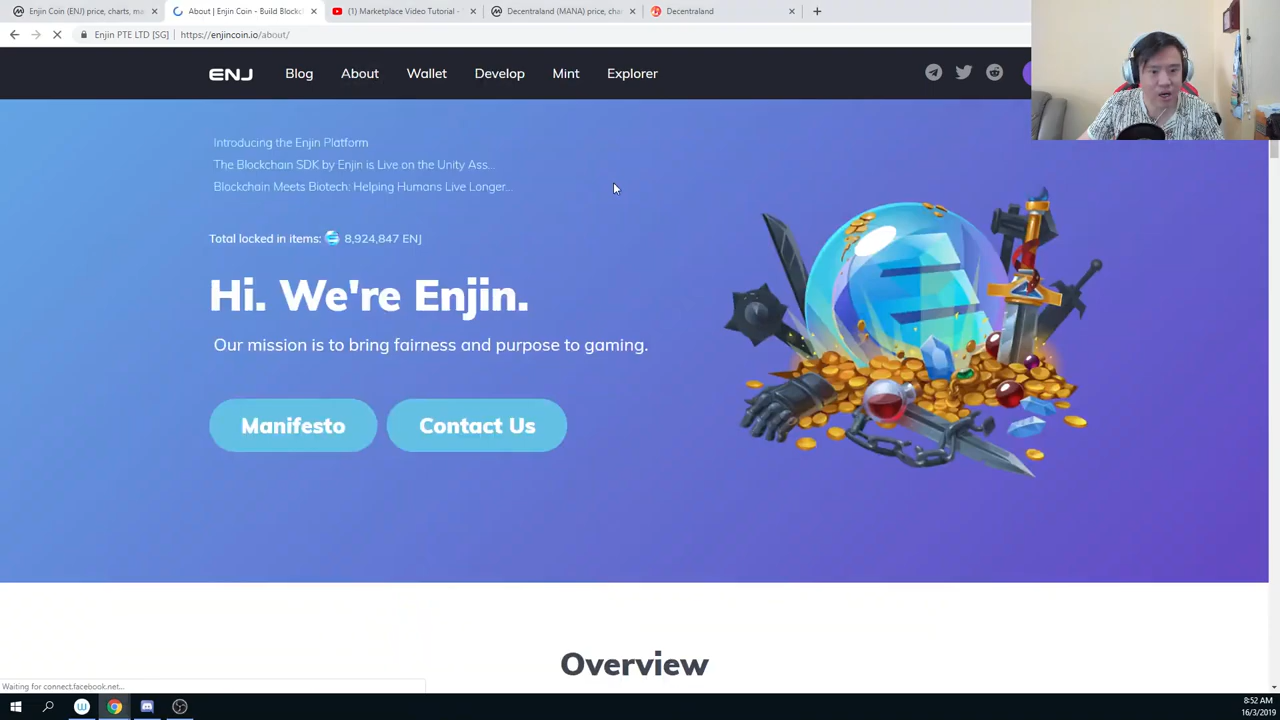 Enjin Coin (ENJ) price, charts, ma
About | Enjin Coin - Build Blockch
(1) Marketplace Video Tutorial -
Decentraland (MANA) price, cha
Decentraland
Enjin PTE LTD [SG]
https://enjincoin.io/about/
ENJ
Blog
About
Wallet
Develop
Mint
Explorer
Introducing the Enjin Platform
The Blockchain SDK by Enjin is Live on the Unity Ass...
Blockchain Meets Biotech: Helping Humans Live Longer...
Total locked in items: 8,924,847 ENJ
Hi. We're Enjin.
Our mission is to bring fairness and purpose to gaming.
Manifesto
Contact Us
Overview
Waiting for connect.facebook.net...
8:52 AM
16/3/2019